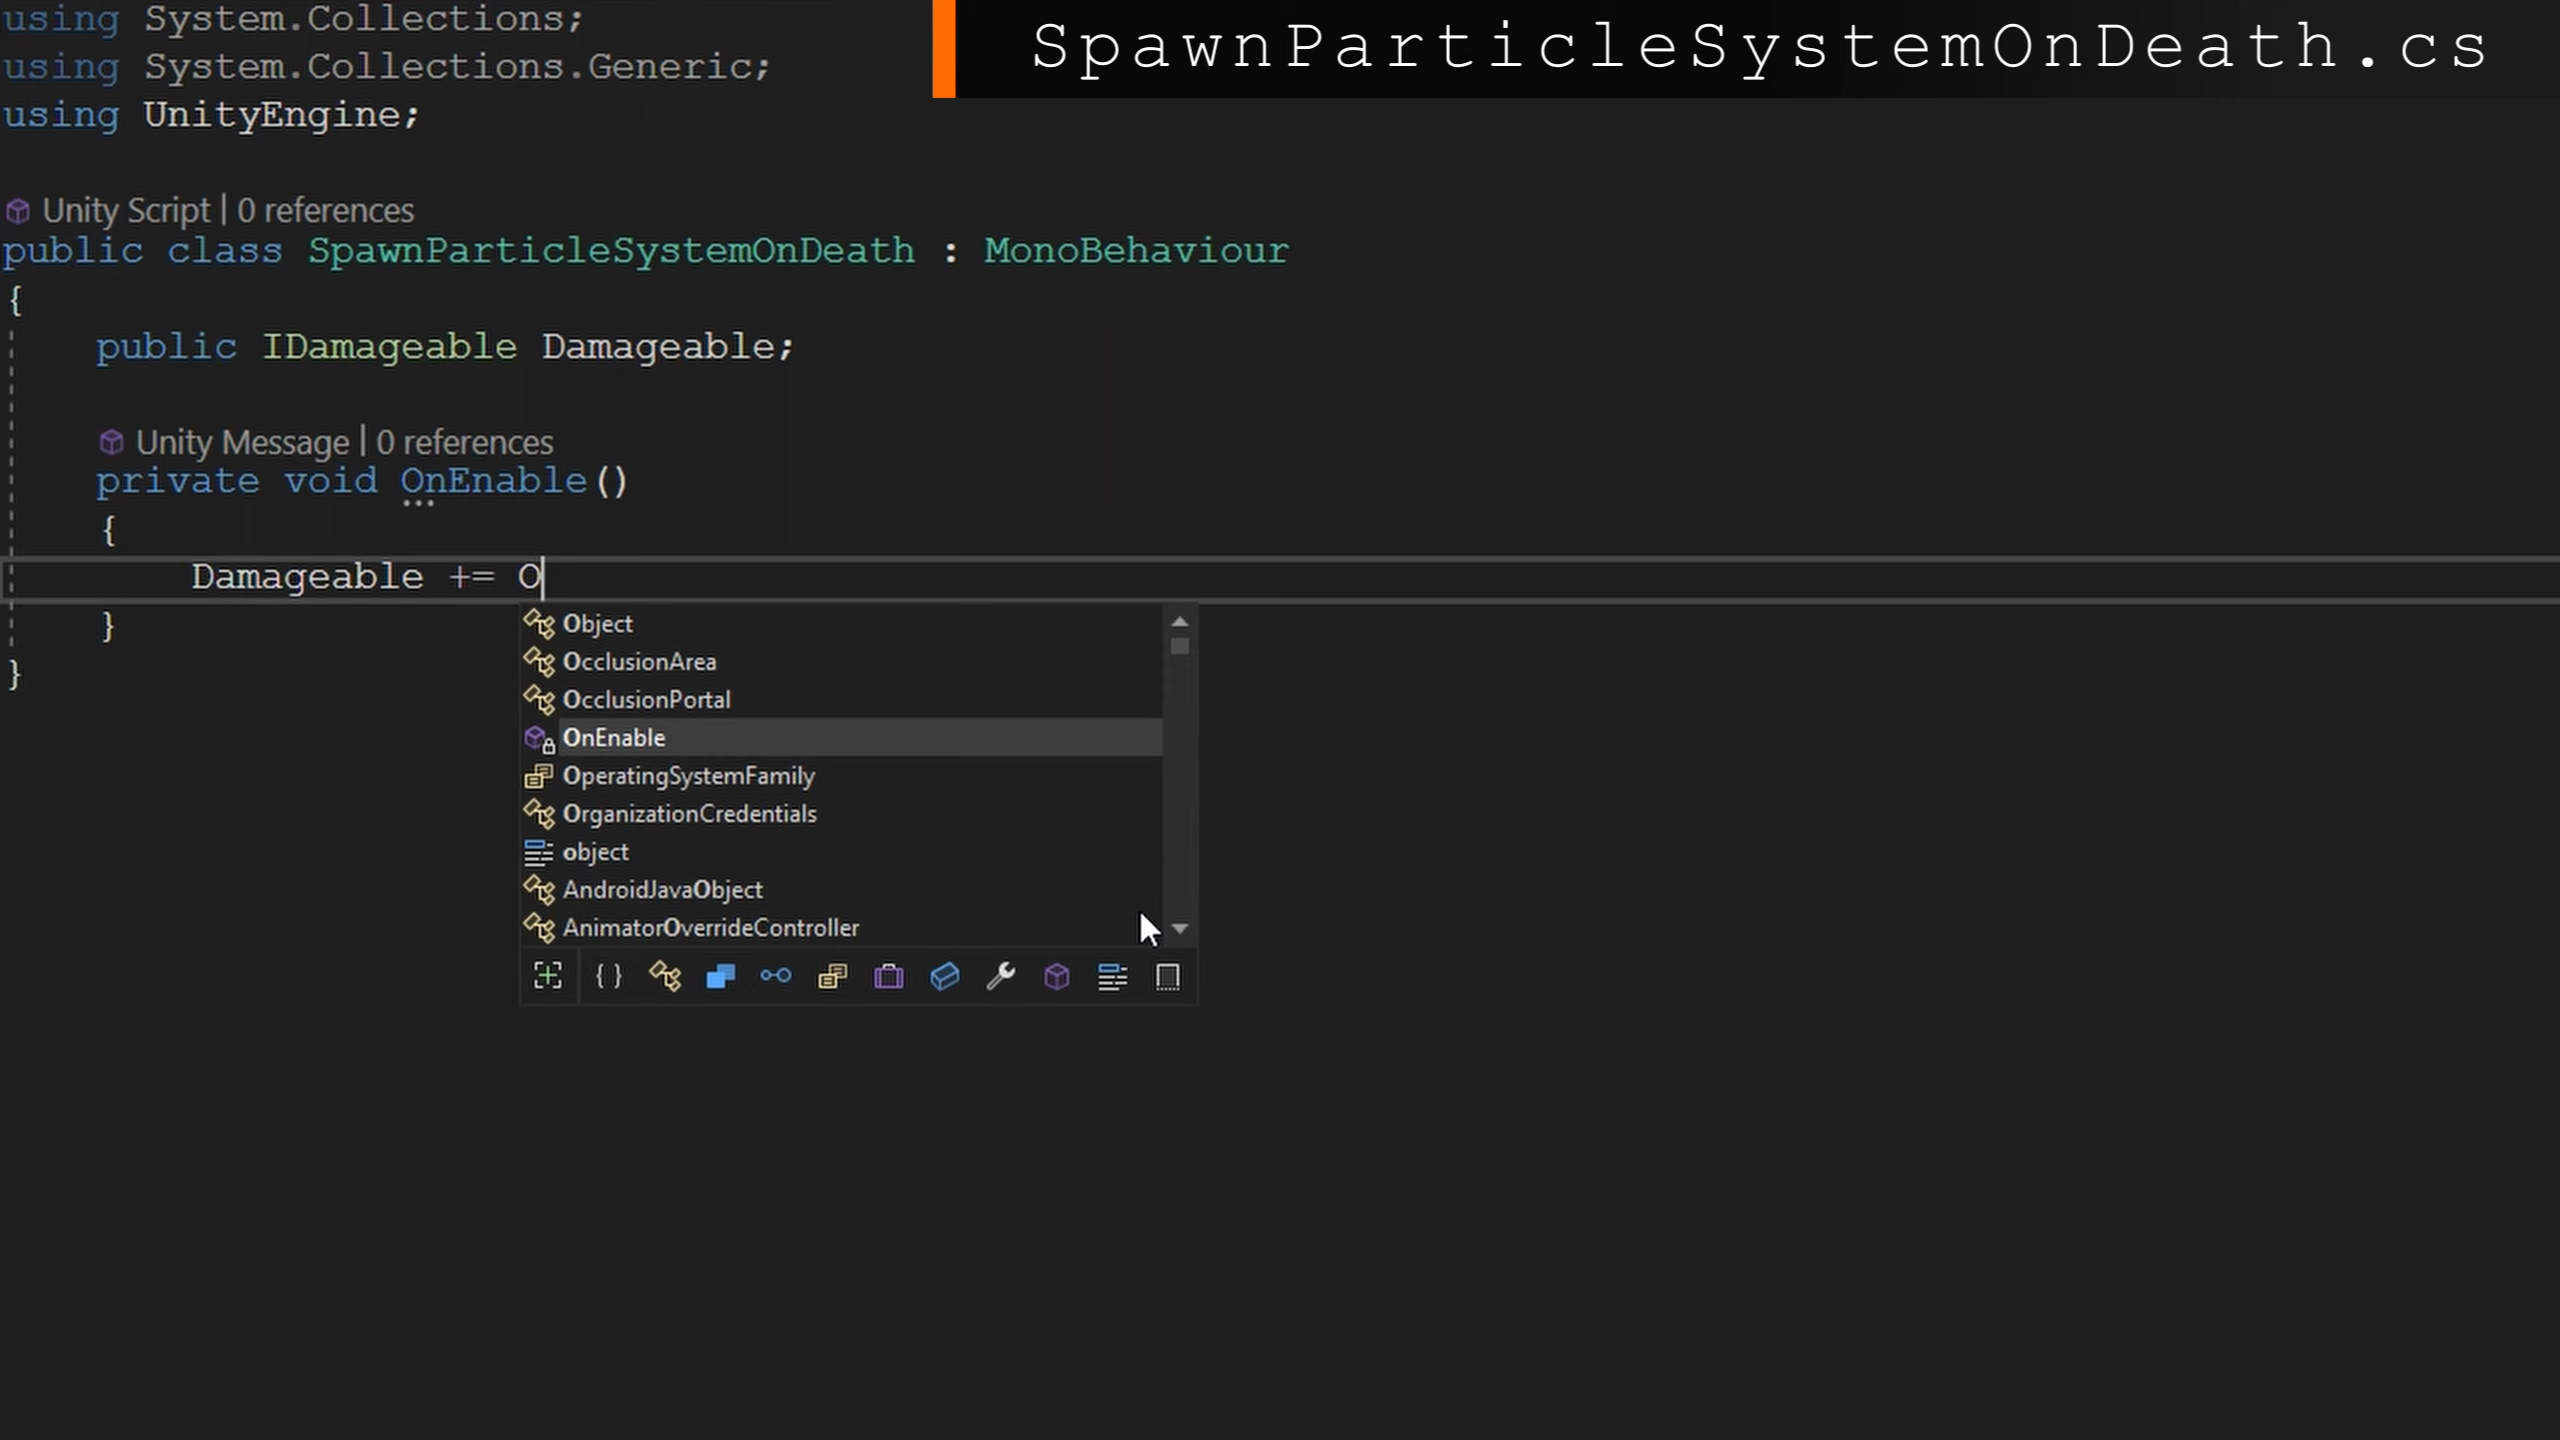 using System.Collections;
SpawnParticleSystemOnDeath.cs
using System.Collections.Generic;
using UnityEngine;
Unity Script | 0 references
public class SpawnParticleSystemOnDeath : MonoBehaviour
{
public IDamageable Damageable;
Unity Message | 0 references
private void OnEnable()
{
Damageable += O
}
}
Object
OcclusionArea
OcclusionPortal
OnEnable
OperatingSystemFamily
OrganizationCredentials
object
AndroidJavaObject
AnimatorOverrideController